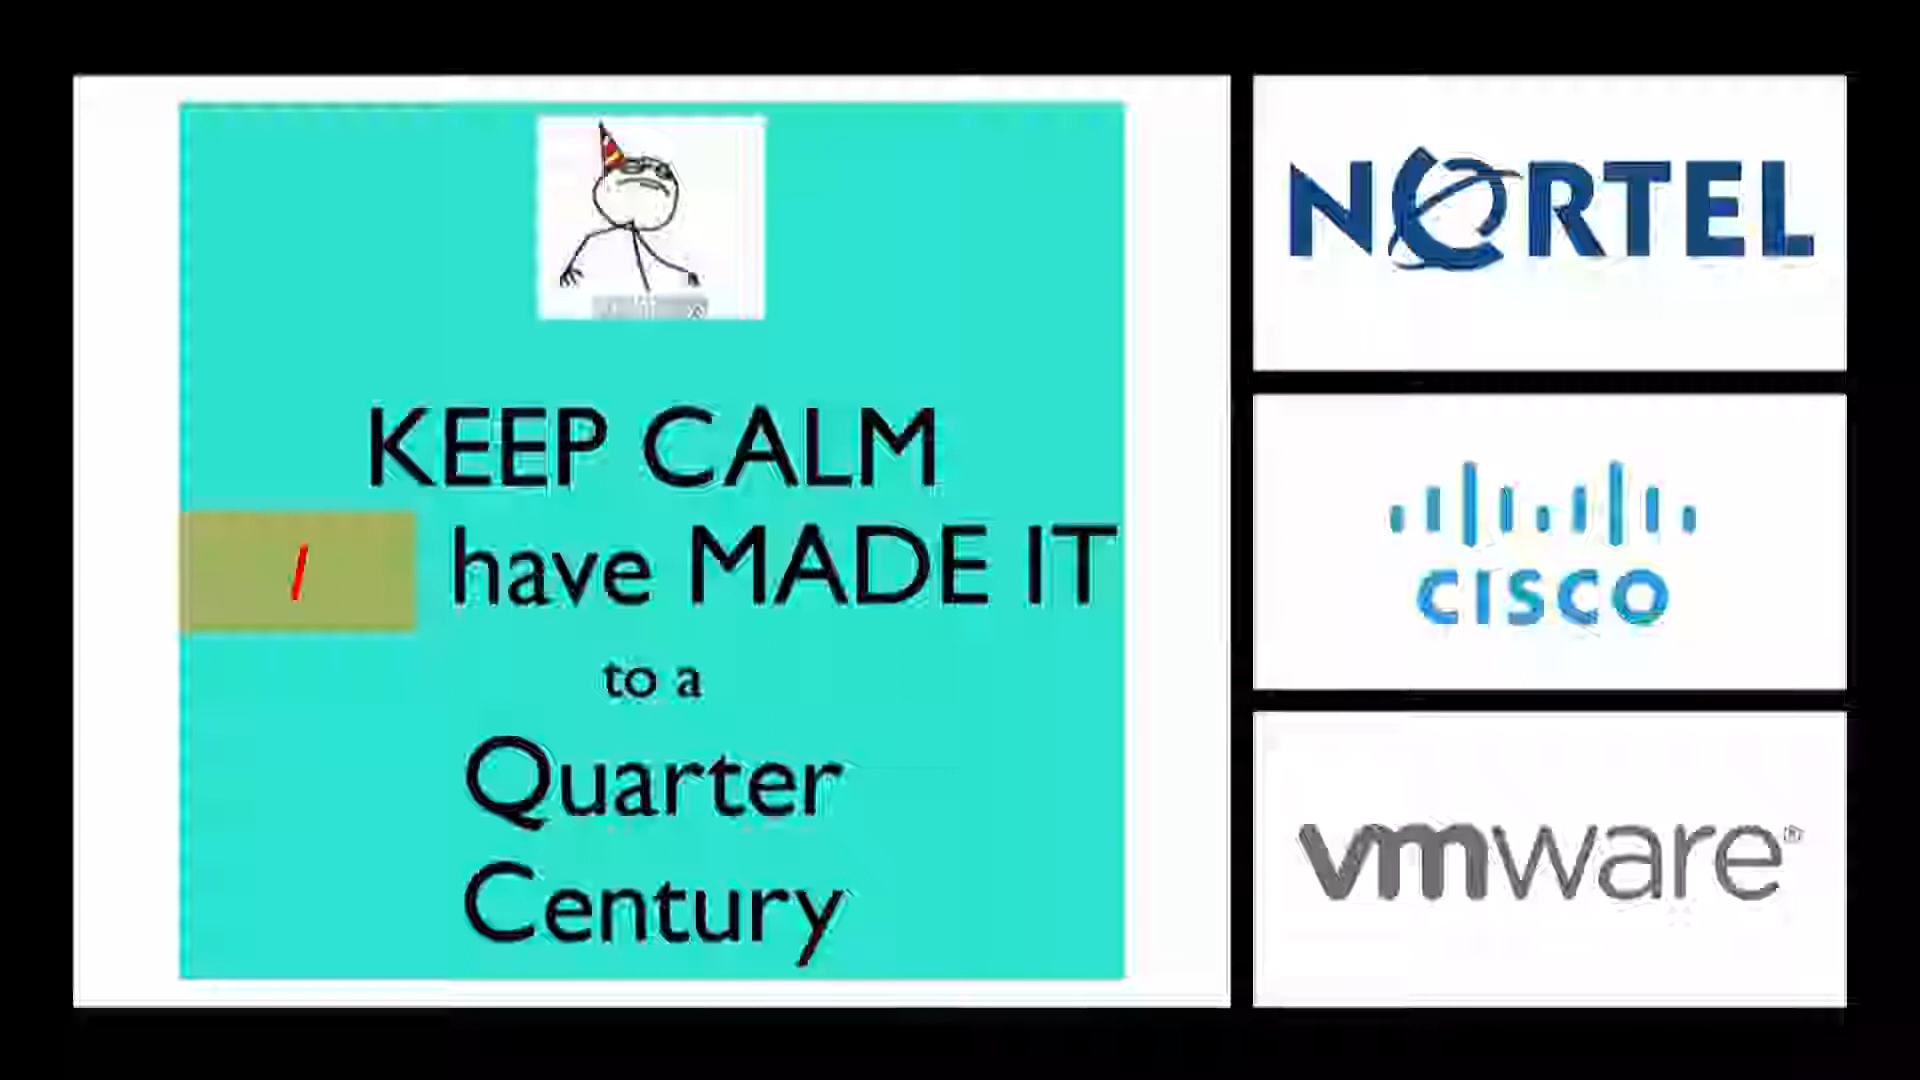 KEEP CALM
I have MADE IT
to a
Quarter
Century
NORTEL
CISCO
vmware®